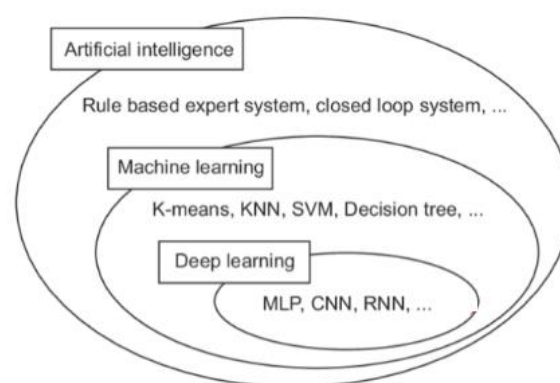 Artificial intelligence
Rule based expert system, closed loop system, ...
Machine learning
K-means, KNN, SVM, Decision tree, ...
Deep learning
MLP, CNN, RNN, ...